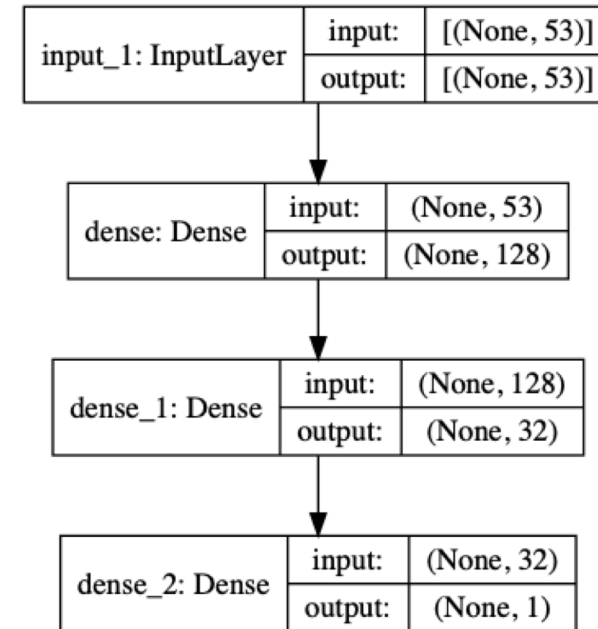 input_1: InputLayer
input: [(None, 53)]
output: [(None, 53)]
dense: Dense
input: (None, 53)
output: (None, 128)
dense_1: Dense
input: (None, 128)
output: (None, 32)
dense_2: Dense
input: (None, 32)
output: (None, 1)